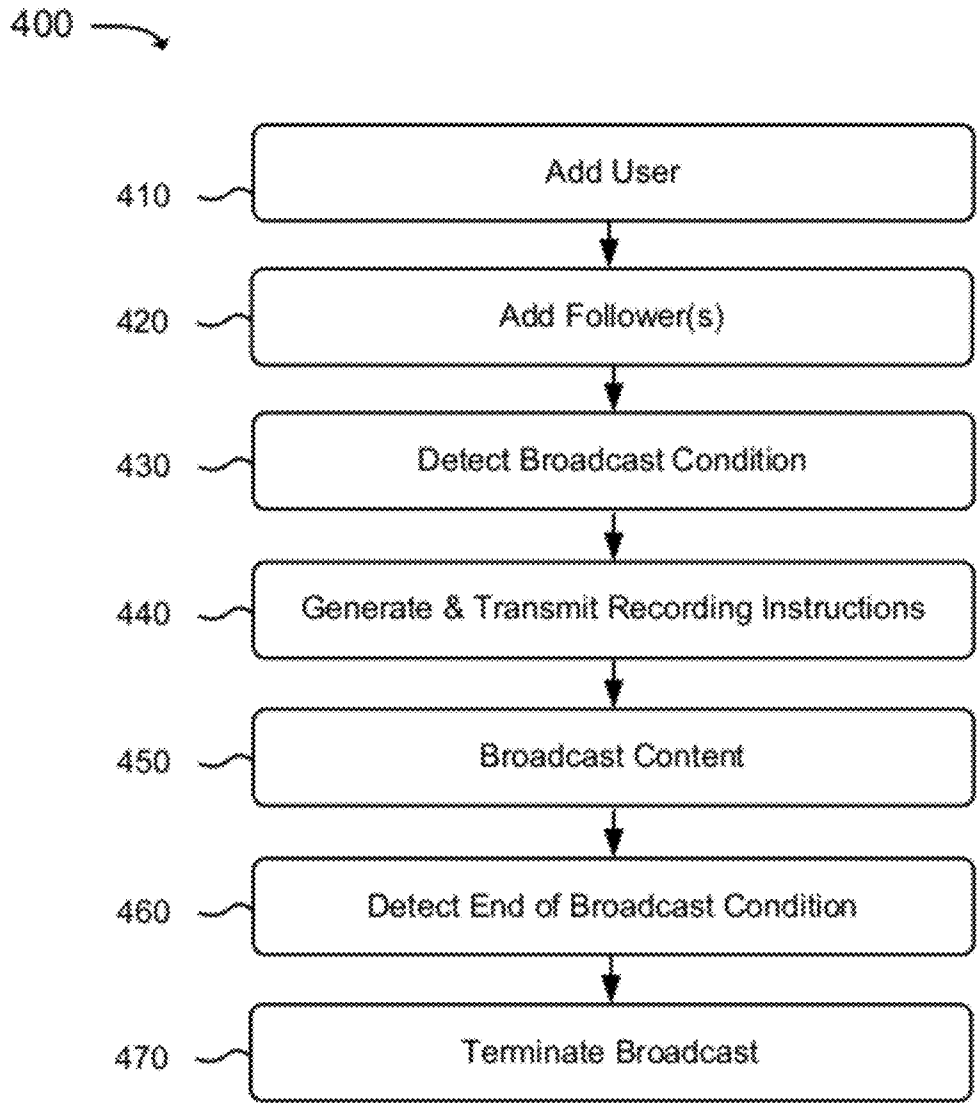 400
410 Add User
420 Add Follower(s)
430 Detect Broadcast Condition
440 Generate & Transmit Recording Instructions
450 Broadcast Content
460 Detect End of Broadcast Condition
470 Terminate Broadcast